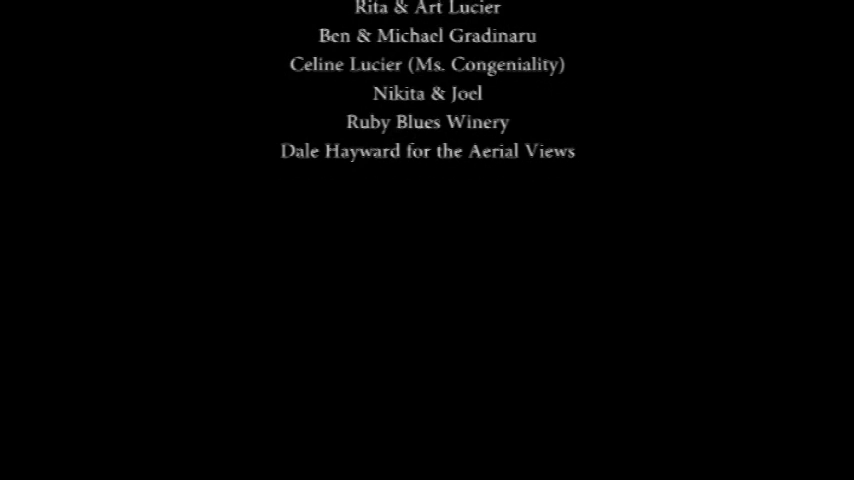 Rita & Art Lucier
Ben & Michael Gradinaru
Celine Lucier (Ms. Congeniality)
Nikita & Joel
Ruby Blues Winery
Dale Hayward for the Aerial Views